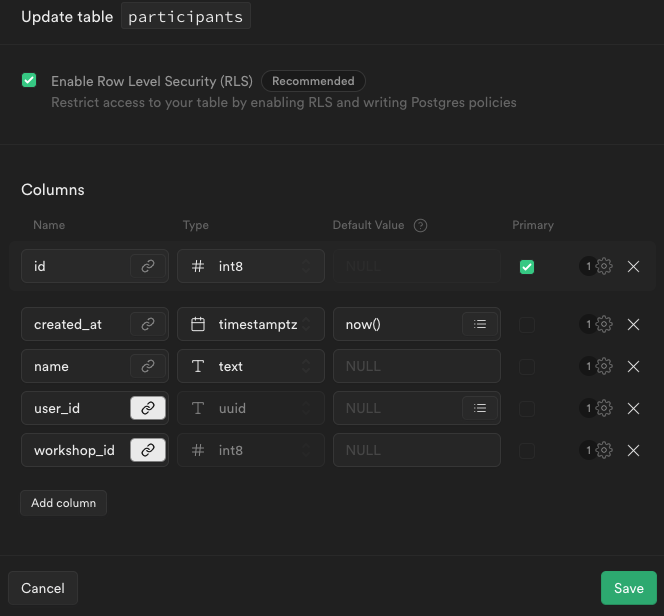 Update table participants
Enable Row Level Security (RLS) Recommended
Restrict access to your table by enabling RLS and writing Postgres policies
Columns
Name Type Default Value ? Primary
id # int8 NULL 1
created_at timestamptz now() 1
name T text NULL 1
user_id T uuid NULL 1
workshop_id # int8 NULL 1
Add column
Cancel Save